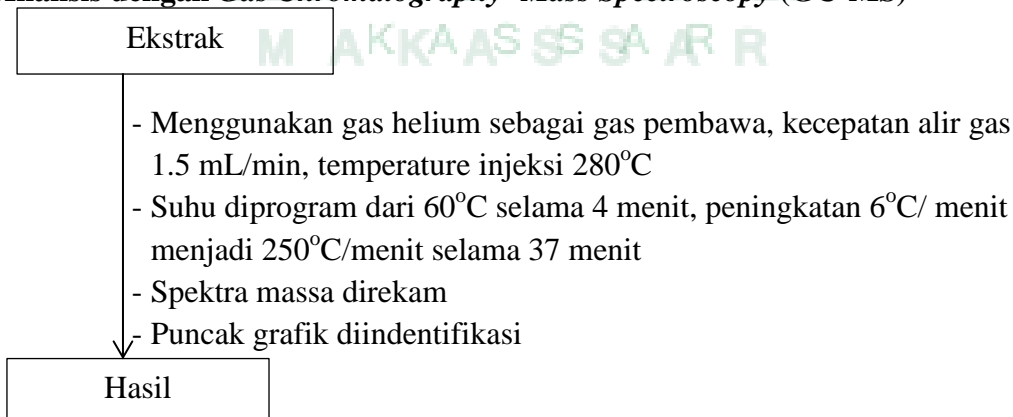 Analisis dengan Gas Chromatography- Mass Spectroscopy (GC-MS)
Ekstrak
- Menggunakan gas helium sebagai gas pembawa, kecepatan alir gas
1.5 mL/min, temperature injeksi 280°C
- Suhu diprogram dari 60°C selama 4 menit, peningkatan 6°C/ menit
menjadi 250°C/menit selama 37 menit
- Spektra massa direkam
- Puncak grafik diindentifikasi
Hasil